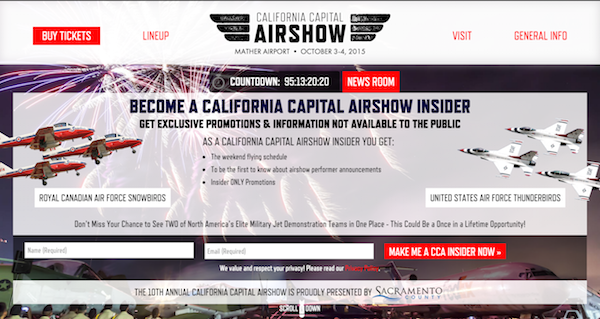 BUY TICKETS
LINEUP
CALIFORNIA CAPITAL
AIRSHOW
MATHER AIRPORT • OCTOBER 3-4, 2015
VISIT
GENERAL INFO
COUNTDOWN: 95:13:20:20
NEWS ROOM
BECOME A CALIFORNIA CAPITAL AIRSHOW INSIDER
GET EXCLUSIVE PROMOTIONS & INFORMATION NOT AVAILABLE TO THE PUBLIC
AS A CALIFORNIA CAPITAL AIRSHOW INSIDER YOU GET:
• The weekend flying schedule
• To be the first to know about airshow performer announcements
• Insider ONLY Promotions
ROYAL CANADIAN AIR FORCE SNOWBIRDS
UNITED STATES AIR FORCE THUNDERBIRDS
Don't Miss Your Chance to See TWO of North America's Elite Military Jet Demonstration Teams in One Place - This Could Be a Once in a Lifetime Opportunity!
Name (Required)
Email (Required)
MAKE ME A CCA INSIDER NOW »
We value and respect your privacy! Please read our Privacy Policy.
THE 10TH ANNUAL CALIFORNIA CAPITAL AIRSHOW IS PROUDLY PRESENTED BY
SACRAMENTO
COUNTY
SCROLL DOWN